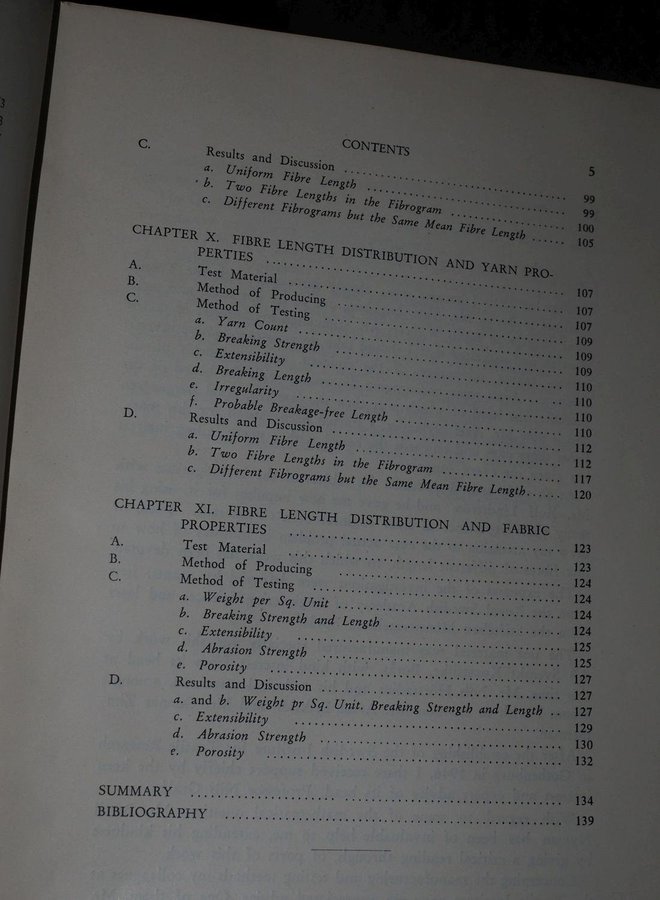 3
3
CONTENTS 5
C. Results and Discussion ........ 99
a. Uniform Fibre Length ........ 99
b. Two Fibre Lengths in the Fibrogram ........ 100
c. Different Fibrograms but the Same Mean Fibre Length ...... 105
CHAPTER X. FIBRE LENGTH DISTRIBUTION AND YARN PRO-
PERTIES ........ 107
A. Test Material ........ 107
B. Method of Producing ........ 107
C. Method of Testing ........ 109
a. Yarn Count ........ 109
b. Breaking Strength ........ 109
c. Extensibility ........ 110
d. Breaking Length ........ 110
e. Irregularity ........ 110
f. Probable Breakage-free Length ........ 110
D. Results and Discussion ........ 112
a. Uniform Fibre Length ........ 112
b. Two Fibre Lengths in the Fibrogram ........ 117
c. Different Fibrograms but the Same Mean Fibre Length...... 120
CHAPTER XI. FIBRE LENGTH DISTRIBUTION AND FABRIC
PROPERTIES ........ 123
A. Test Material ........ 123
B. Method of Producing ........ 124
C. Method of Testing ........ 124
a. Weight per Sq. Unit ........ 124
b. Breaking Strength and Length ........ 124
c. Extensibility ........ 125
d. Abrasion Strength ........ 125
e. Porosity ........ 127
D. Results and Discussion ........ 127
a. and b. Weight pr Sq. Unit. Breaking Strength and Length .. 127
c. Extensibility ........ 129
d. Abrasion Strength ........ 130
e. Porosity ........ 132
SUMMARY ........ 134
BIBLIOGRAPHY ........ 139